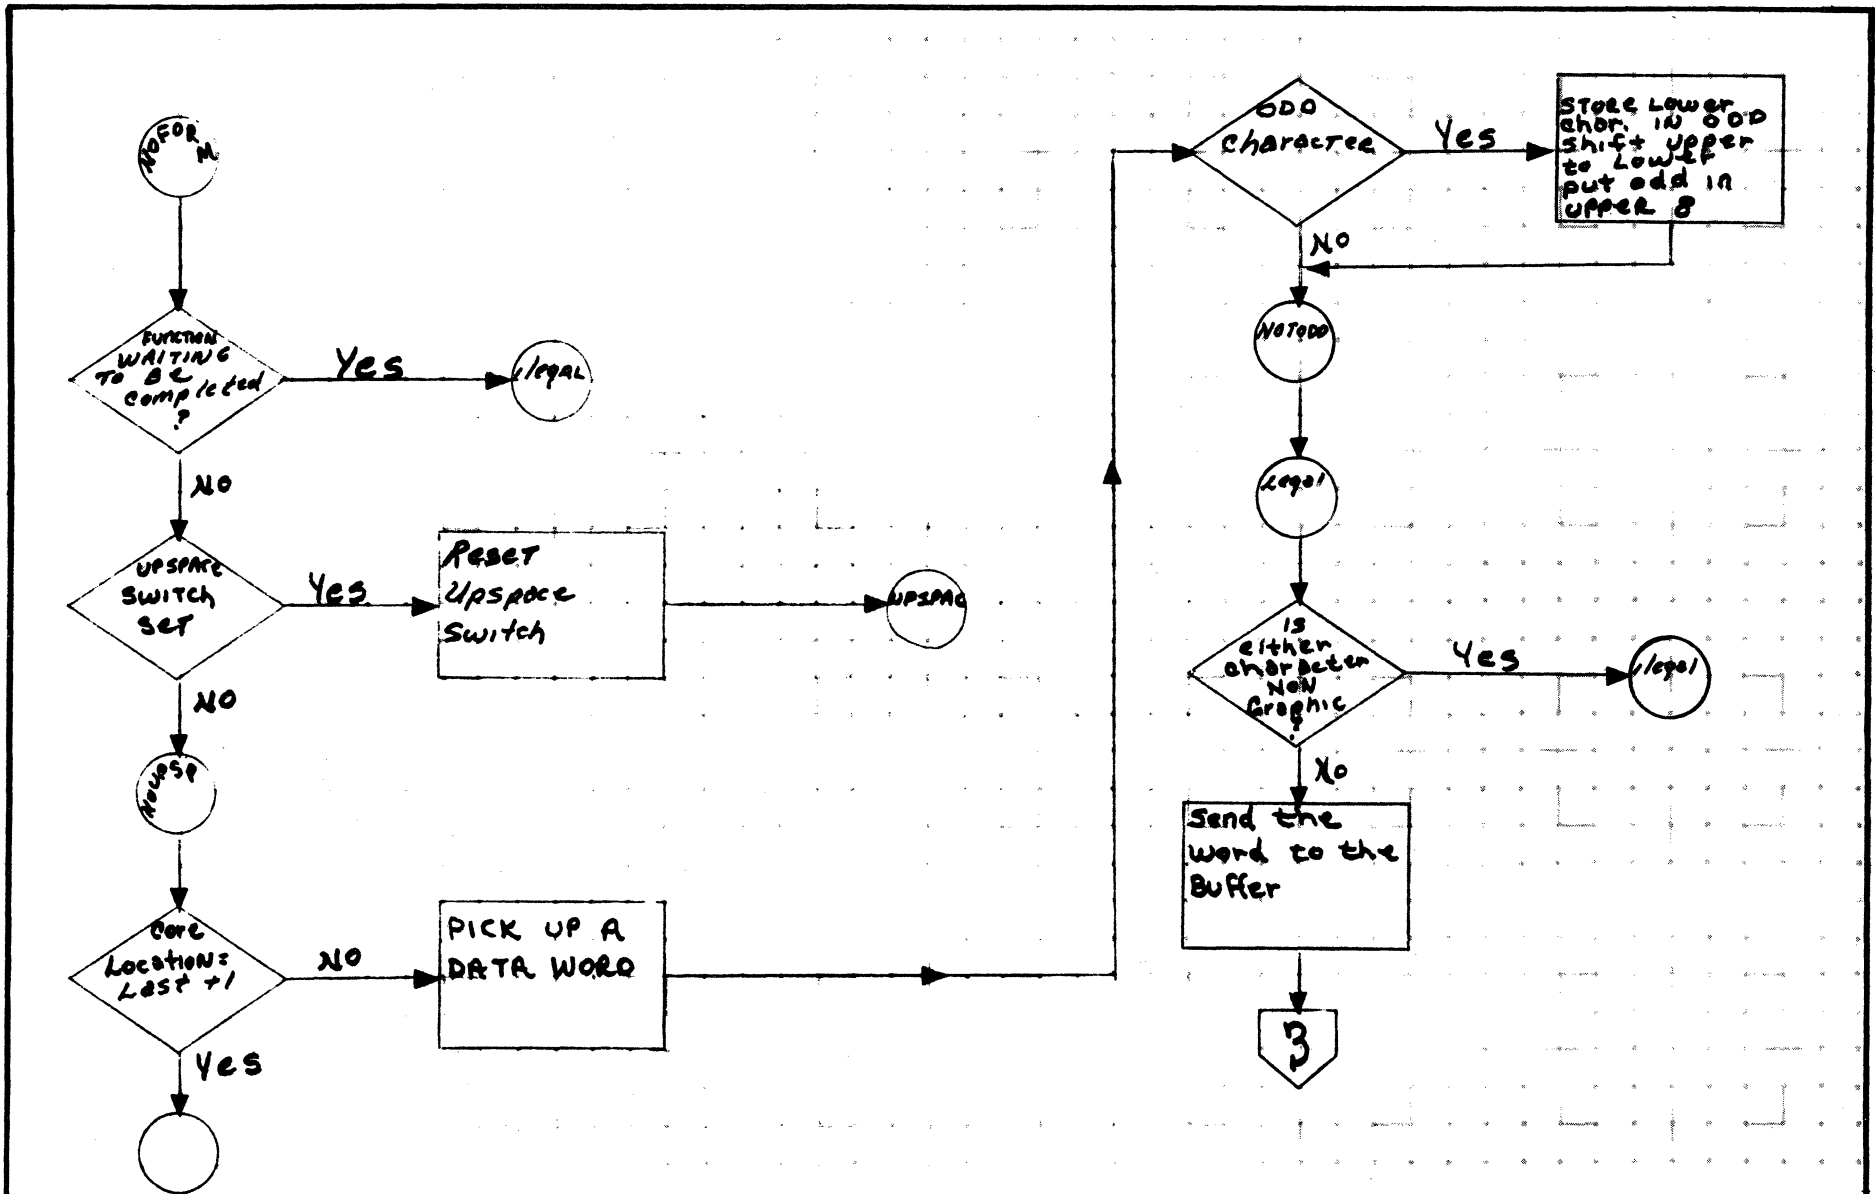 NOFOR
M
FUNCTION
WAITING
TO BE
completed
?
Yes
ilegal
NO
UPSPACE
SWITCH
SET
Yes
Reset
Upspace
Switch
UPSPAC
NO
NOUPSP
Core
Location =
Last +1
NO
PICK UP A
DATA WORD
Yes
ODD
Character
Yes
STORE Lower
char. IN ODD
shift upper
to Lower
put odd in
UPPER 8
NO
NOTODD
Legal
IS
either
character
NON
Graphic
?
Yes
ilegal
No
Send the
word to the
Buffer
3